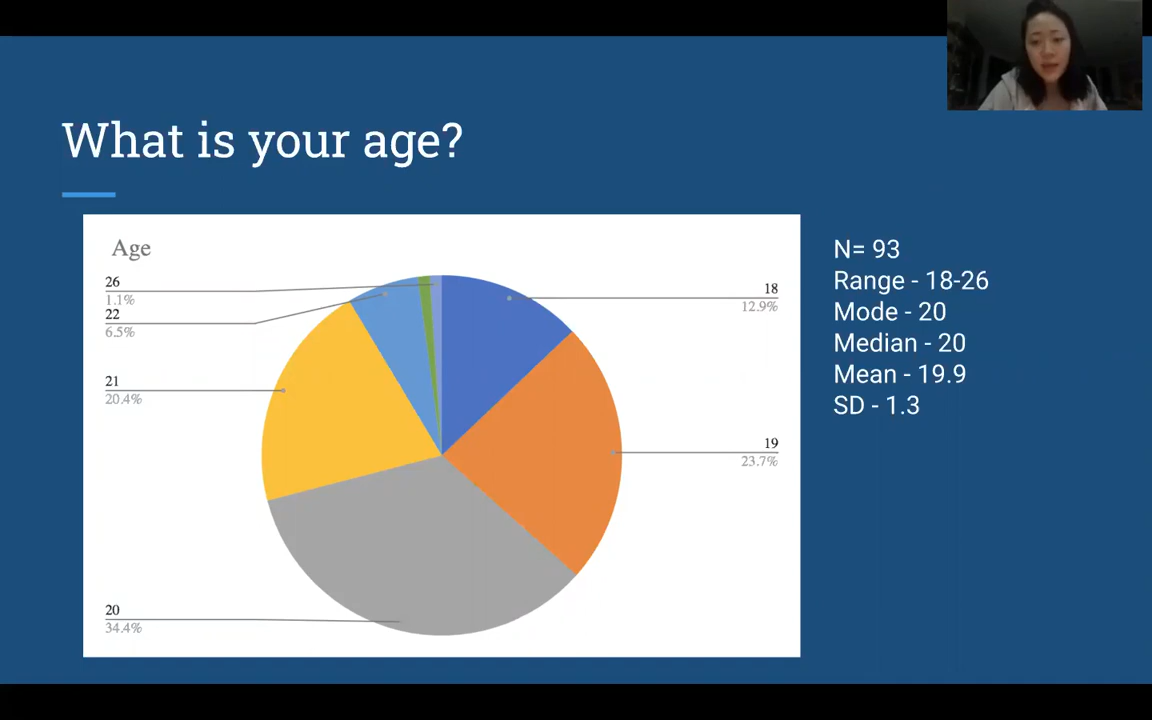 What is your age?
Age
26
1.1%
22
6.5%
21
20.4%
20
34.4%
18
12.9%
19
23.7%
N= 93
Range - 18-26
Mode - 20
Median - 20
Mean - 19.9
SD - 1.3